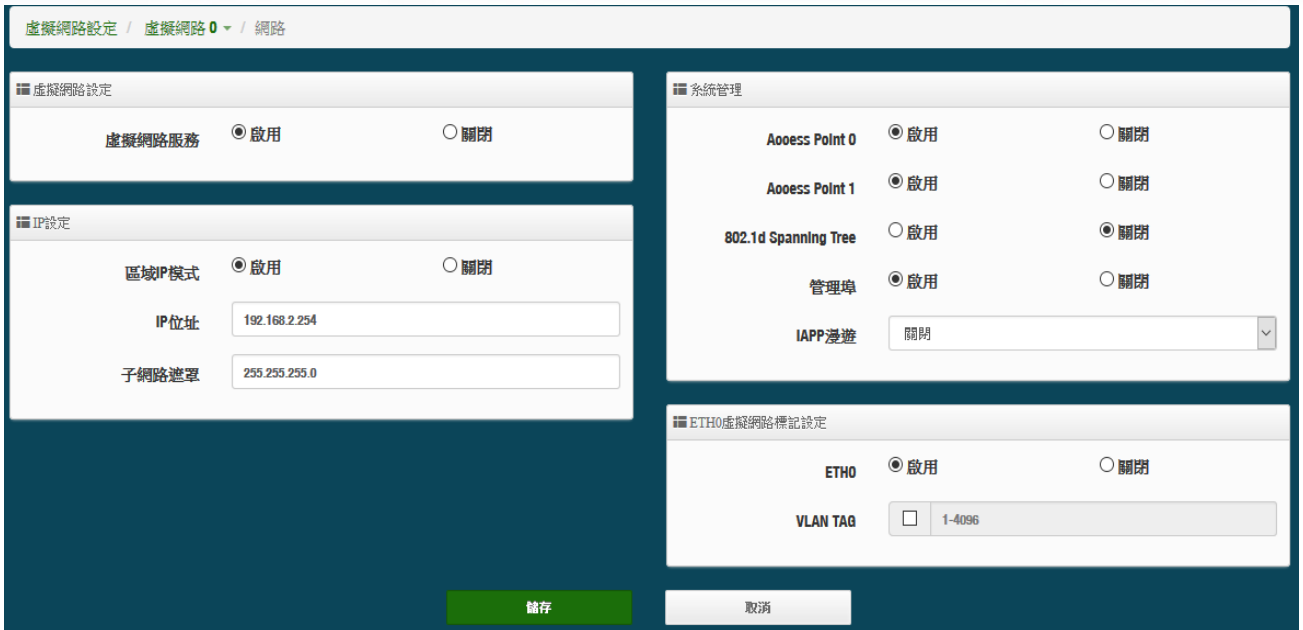 虛擬網路設定 / 虛擬網路 0 / 網路
虛擬網路設定
虛擬網路服務 啟用 關閉
IP設定
區域IP模式 啟用 關閉
IP位址 192.168.2.254
子網路遮罩 255.255.255.0
系統管理
Aooess Point 0 啟用 關閉
Aooess Point 1 啟用 關閉
802.1d Spanning Tree 啟用 關閉
管理埠 啟用 關閉
IAPP漫遊 關閉
ETH0虛擬網路標記設定
ETH0 啟用 關閉
VLAN TAG 1-4096
儲存 取消